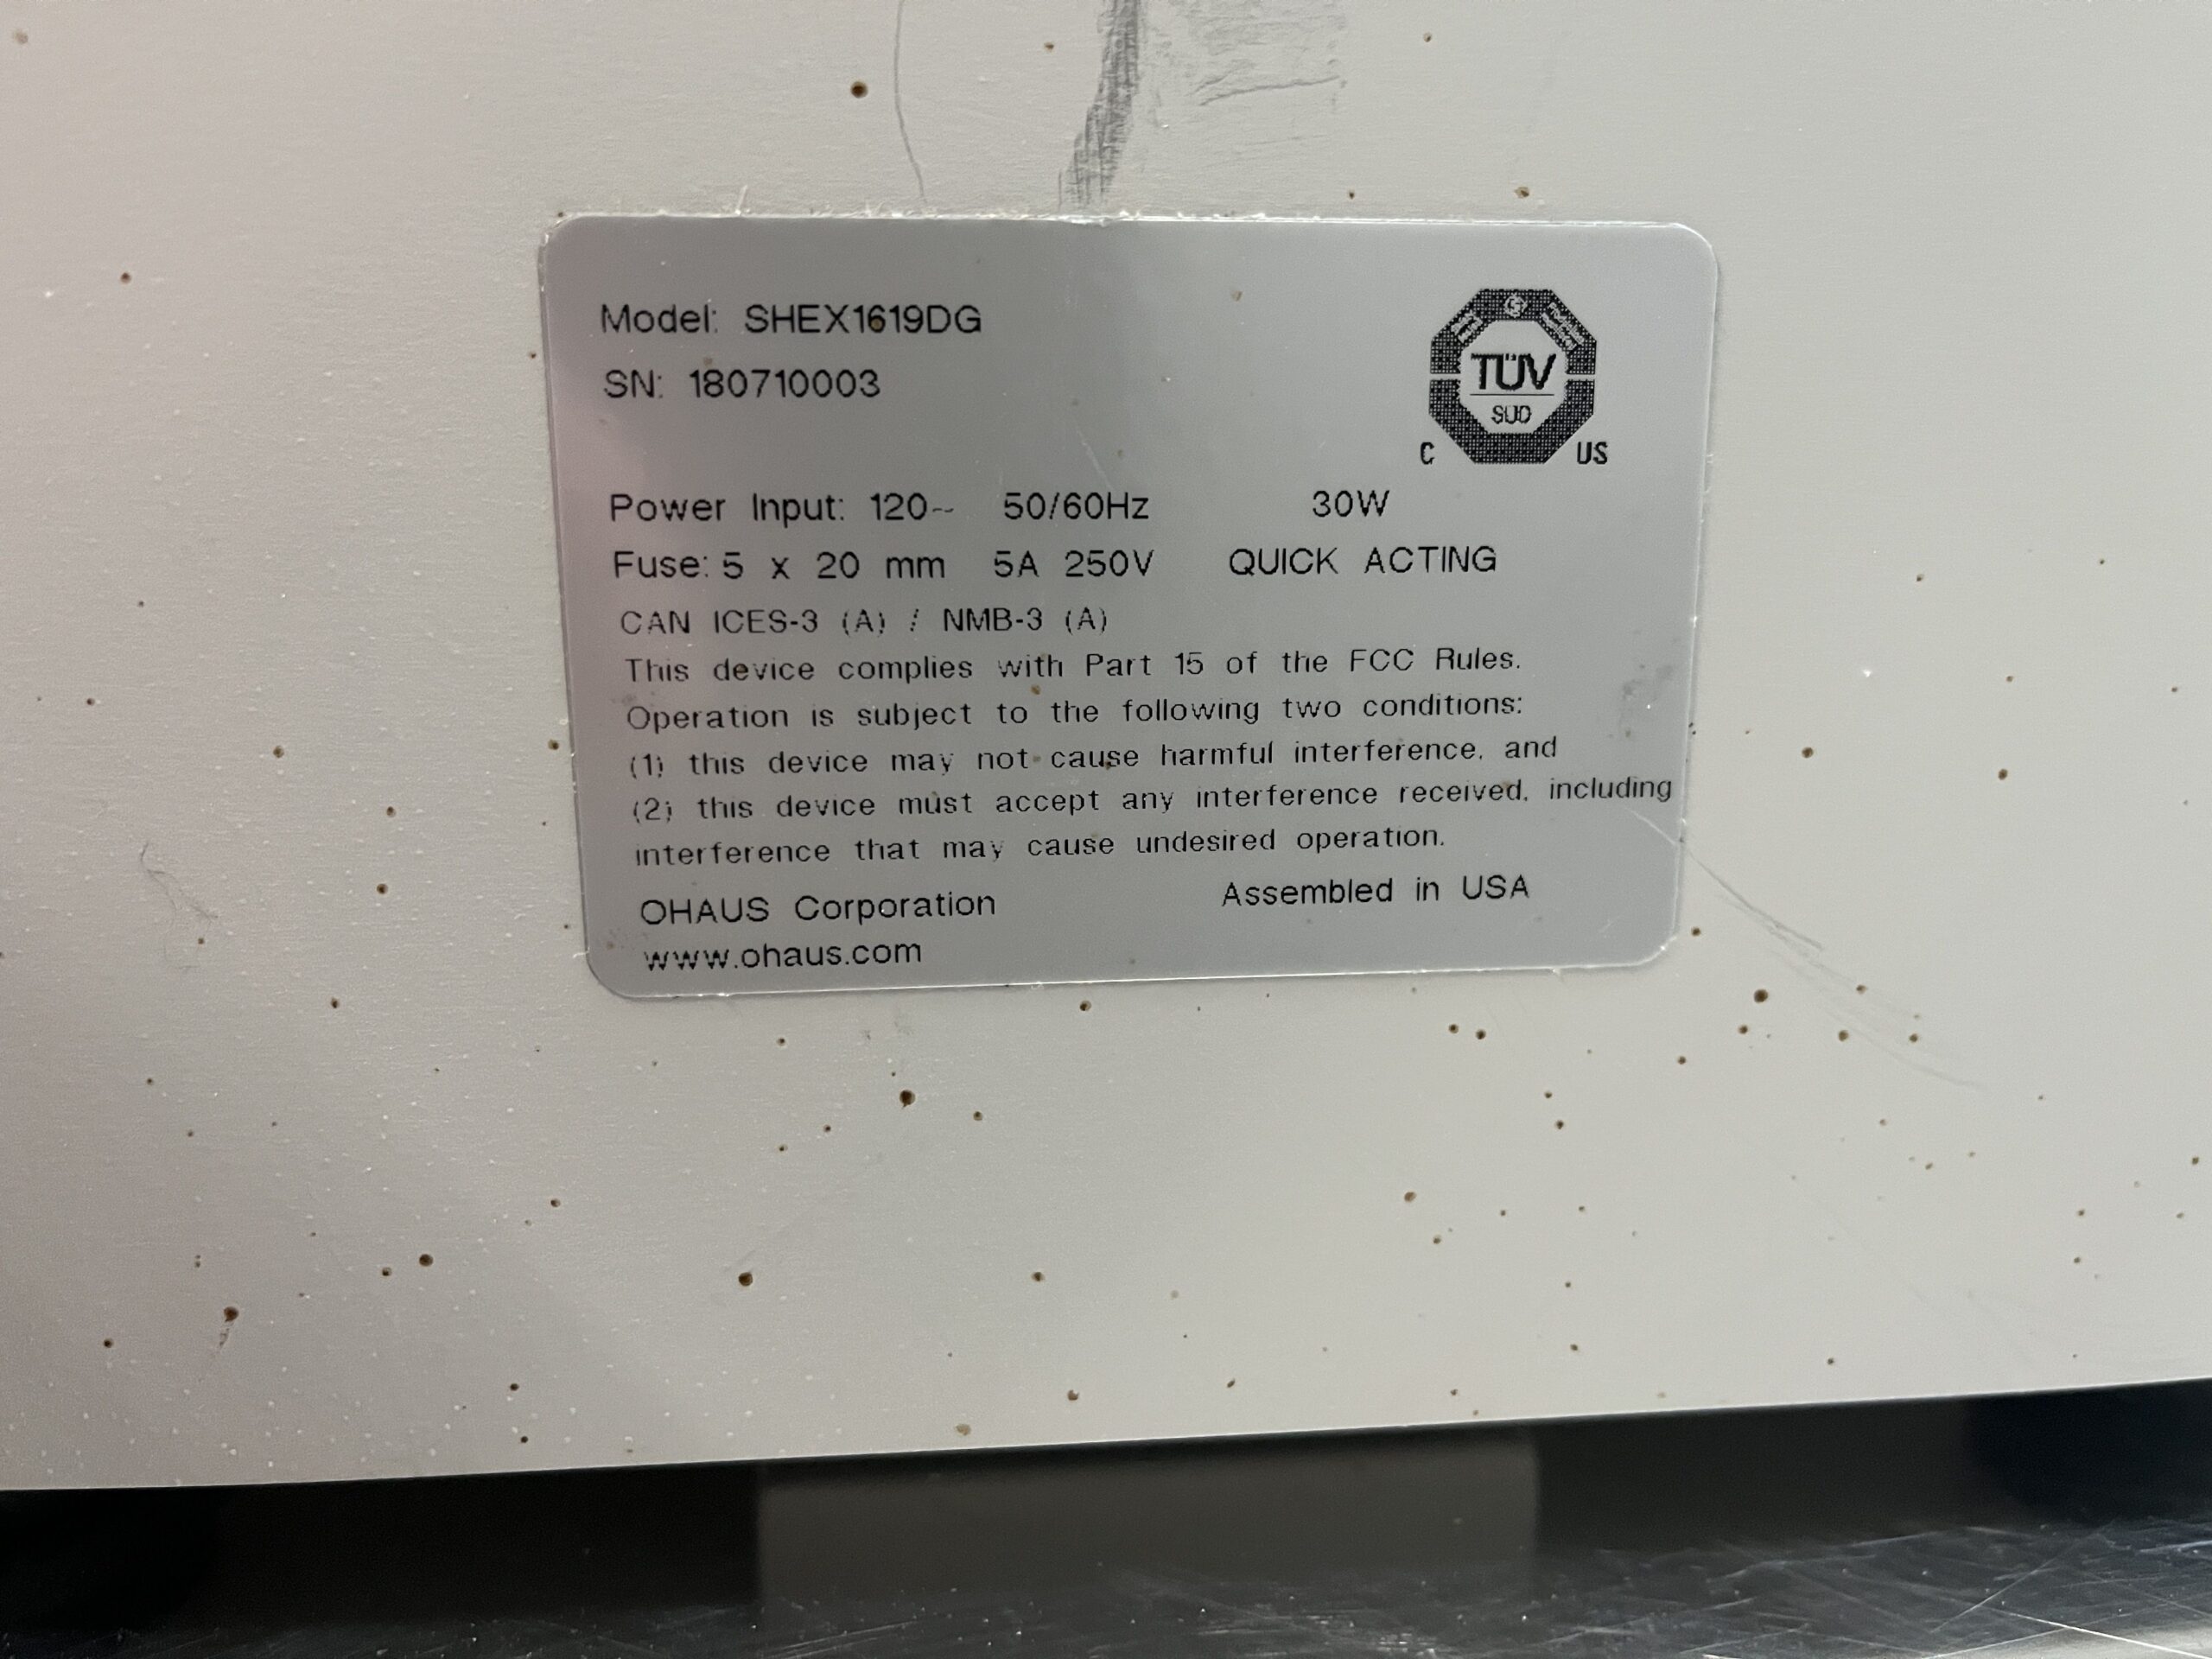 Model: SHEX1619DG
SN: 180710003
TÜV
SUD
C US
Power Input: 120~ 50/60Hz 30W
Fuse: 5 x 20 mm 5A 250V QUICK ACTING
CAN ICES-3 (A) / NMB-3 (A)
This device complies with Part 15 of the FCC Rules.
Operation is subject to the following two conditions:
(1) this device may not cause harmful interference, and
(2) this device must accept any interference received, including
interference that may cause undesired operation.
OHAUS Corporation Assembled in USA
www.ohaus.com